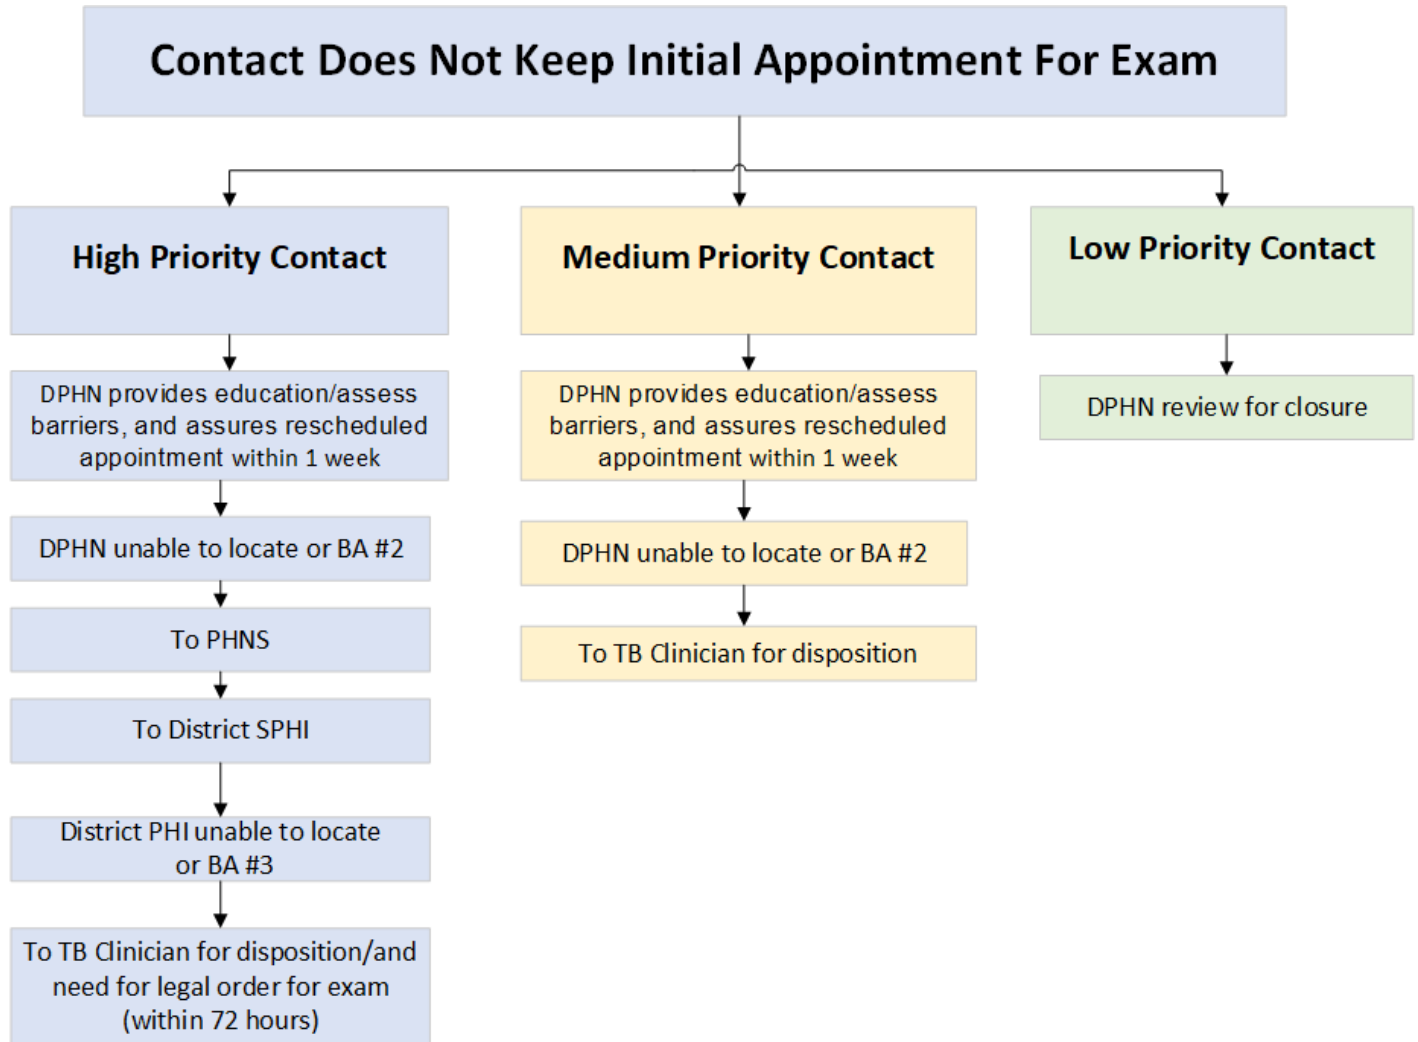 Contact Does Not Keep Initial Appointment For Exam
High Priority Contact
DPHN provides education/assess
barriers, and assures rescheduled
appointment within 1 week
DPHN unable to locate or BA #2
To PHNS
To District SPHI
District PHI unable to locate
or BA #3
To TB Clinician for disposition/and
need for legal order for exam
(within 72 hours)
Medium Priority Contact
DPHN provides education/assess
barriers, and assures rescheduled
appointment within 1 week
DPHN unable to locate or BA #2
To TB Clinician for disposition
Low Priority Contact
DPHN review for closure